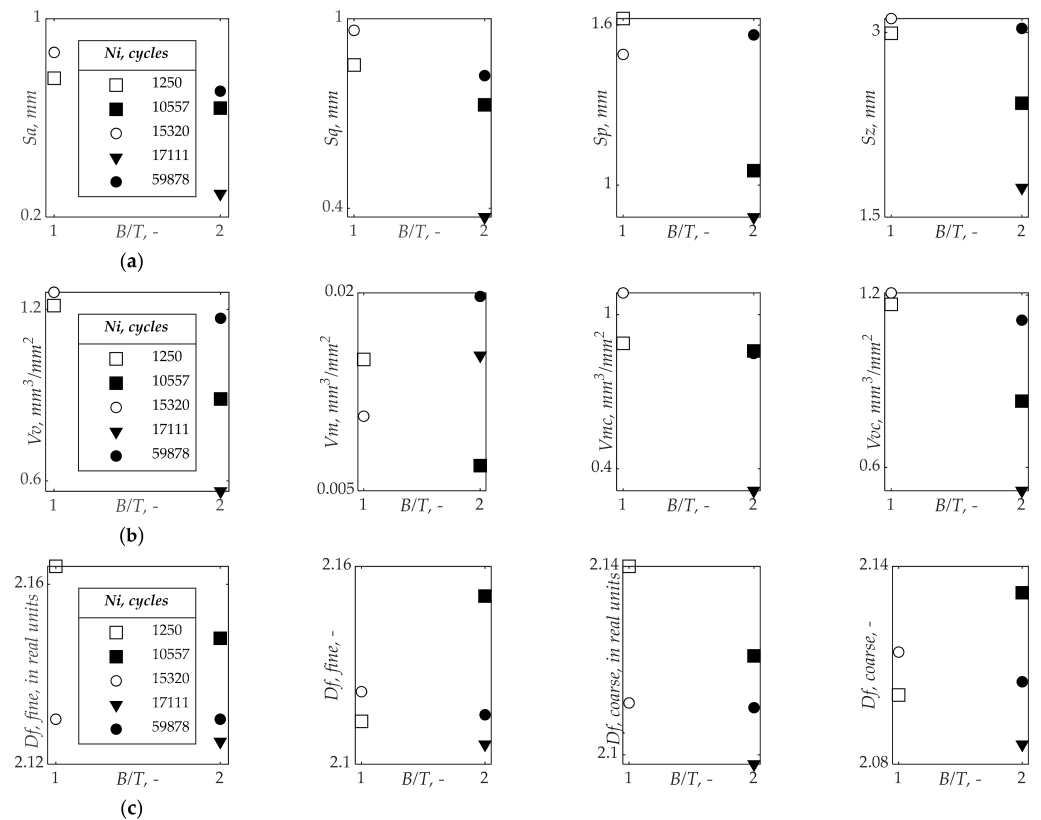 1
Sa, mm
0.2
1
B/T, -
2
Ni, cycles
1250
10557
15320
17111
59878
1
Sq, mm
0.4
1
B/T, -
2
1.6
Sp, mm
1
1
B/T, -
2
3
Sz, mm
1.5
1
B/T, -
2
(a)
1.2
Vv, mm³/mm²
0.6
1
B/T, -
2
Ni, cycles
1250
10557
15320
17111
59878
0.02
Vm, mm³/mm²
0.005
1
B/T, -
2
1
Vmc, mm³/mm²
0.4
1
B/T, -
2
1.2
Vvc, mm³/mm²
0.6
1
B/T, -
2
(b)
2.16
Df, fine, in real units
2.12
1
B/T, -
2
Ni, cycles
1250
10557
15320
17111
59878
2.16
Df, fine, -
2.1
1
B/T, -
2
2.14
Df, coarse, in real units
2.1
1
B/T, -
2
2.14
Df, coarse, -
2.08
1
B/T, -
2
(c)